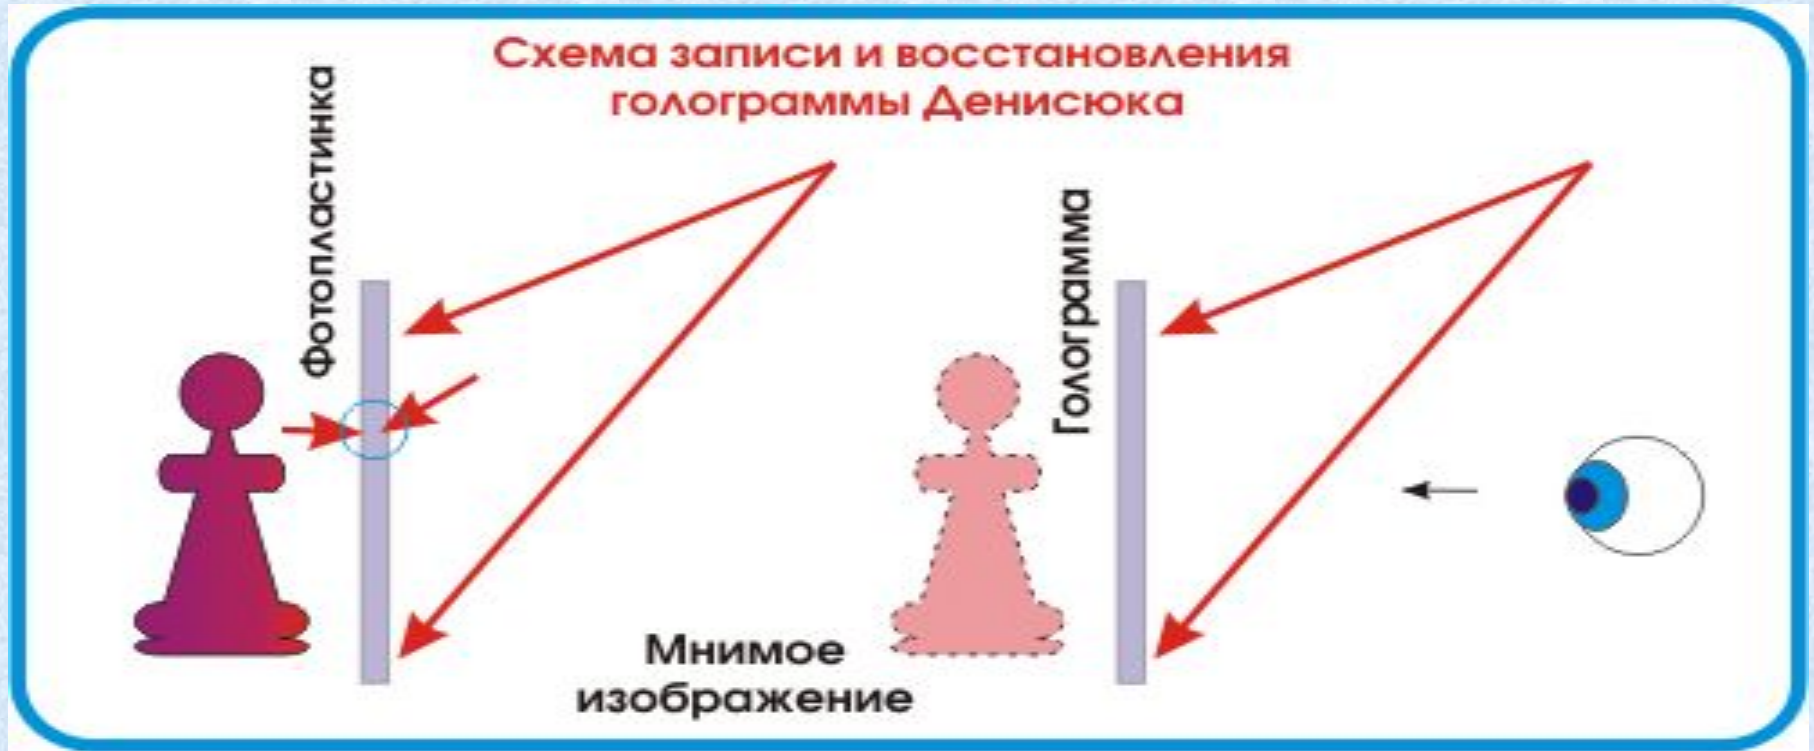 Схема записи и восстановления
голограммы Денисюка
Фотопластинка
Голограмма
Мнимое
изображение